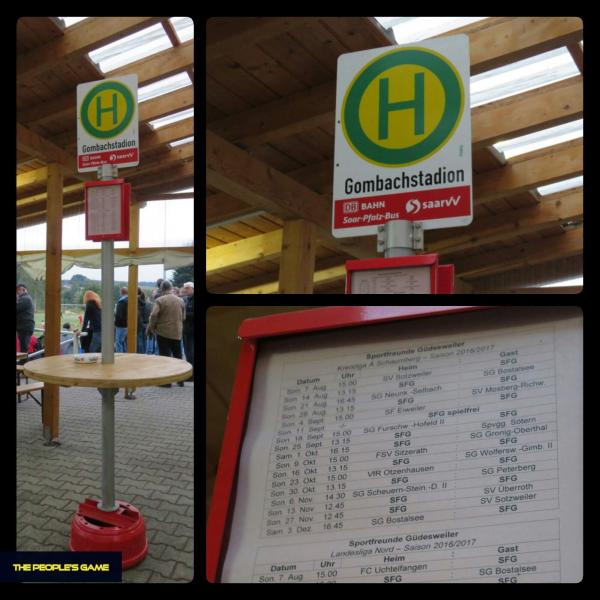 H
Gombachstadion
DB BAHN saarVV
Saar-Pfalz-Bus
H
Gombachstadion
DB BAHN saarVV
Saar-Pfalz-Bus
Sportfreunde Güdesweiler
Kreisliga A Schaumberg – Saison 2016/2017
Datum Uhr Heim Gast
Son. 7. Aug. 15.00 SV Sotzweiler SFG
Son. 14. Aug. 15.00 SFG SG Bostalsee
Son. 21. Aug. 16.45 SG Neunk.-Selbach SFG
Son. 28. Aug. 13.15 SFG SV Mosberg-Richw.
Son. 4. Sept. 15.00 SF Eiweiler SFG
Son. 11. Sept. -/- SFG spielfrei
Son. 18. Sept. 15.00 SG Furschw.-Hofeld II SFG
Son. 25. Sept. 13.15 SFG Spvgg. Sötern
Sam. 1. Okt. 16.15 SFG SG Gronig-Oberthal
Son. 9. Okt. 15.00 FSV Sitzerath SFG
Son. 16. Okt. 13.15 SFG SG Wolfersw.-Gimb. II
Son. 23. Okt. 15.00 VfR Otzenhausen SFG
Son. 30. Okt. 13.15 SFG SG Peterberg
Son. 6. Nov. 14.30 SG Scheuern-Stein.-D. II SFG
Son. 13. Nov. 12.45 SFG SV Überroth
Son. 27. Nov. 12.45 SFG SV Sotzweiler
Sam. 3. Dez. 16.45 SG Bostalsee SFG
Sportfreunde Güdesweiler
Landesliga Nord – Saison 2016/2017
Datum Uhr Heim Gast
Son. 7. Aug. 15.00 FC Uchtelfangen SFG
SFG SG Bostalsee
THE PEOPLE'S GAME